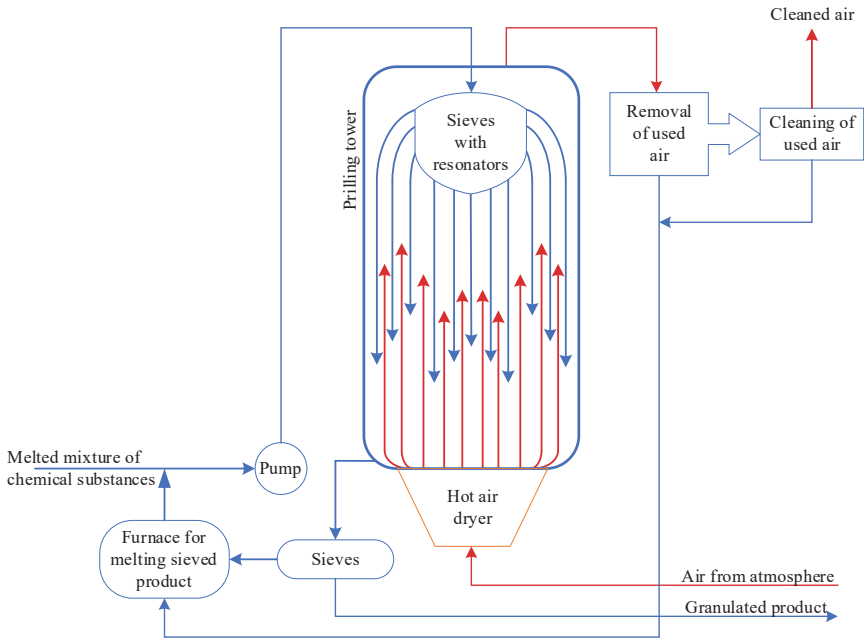 Cleaned air
Sieves
with
resonators
Removal
of used
air
Cleaning of
used air
Prilling tower
Melted mixture of
chemical substances
Pump
Hot air
dryer
Furnace for
melting sieved
product
Sieves
Air from atmosphere
Granulated product